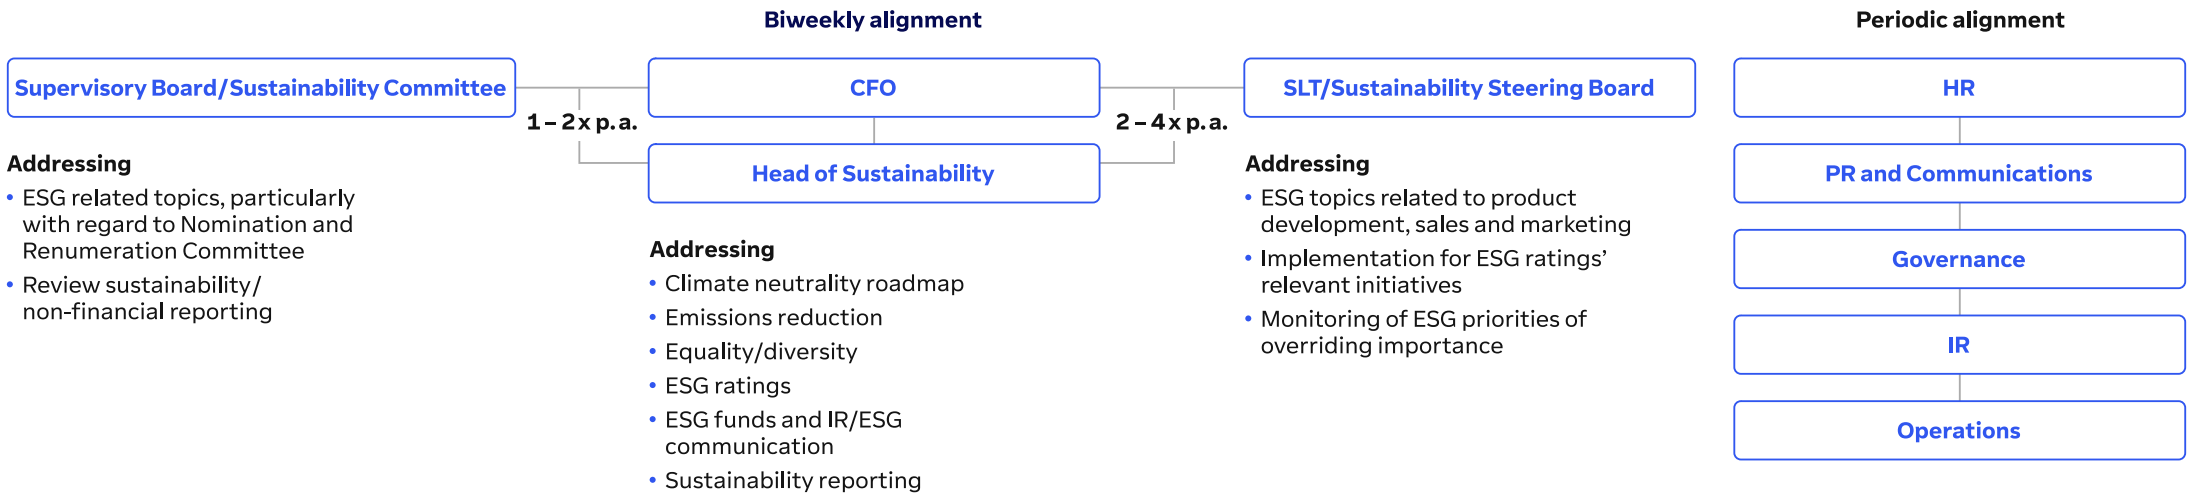 Biweekly alignment
Periodic alignment
Supervisory Board/Sustainability Committee
CFO
SLT/Sustainability Steering Board
HR
1–2x p.a.
2–4x p.a.
Head of Sustainability
PR and Communications
Governance
IR
Operations
Addressing
• ESG related topics, particularly
with regard to Nomination and
Renumeration Committee
• Review sustainability/
non-financial reporting
Addressing
• Climate neutrality roadmap
• Emissions reduction
• Equality/diversity
• ESG ratings
• ESG funds and IR/ESG
communication
• Sustainability reporting
Addressing
• ESG topics related to product
development, sales and marketing
• Implementation for ESG ratings’
relevant initiatives
• Monitoring of ESG priorities of
overriding importance